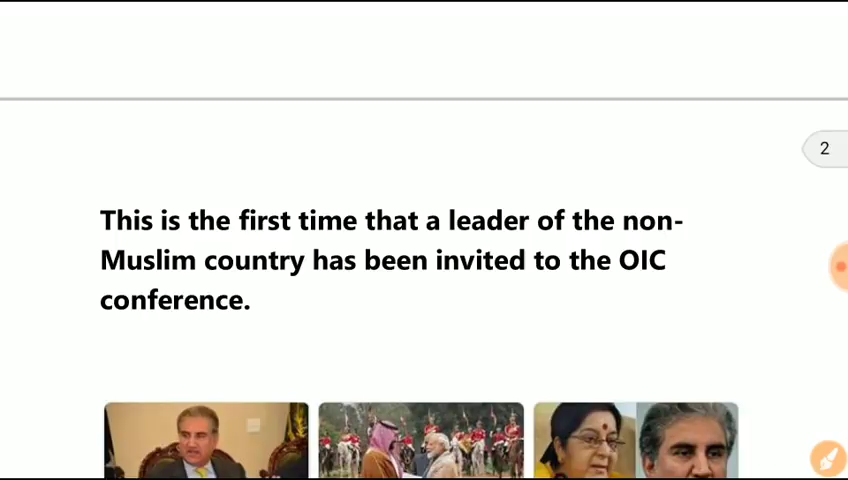 2
This is the first time that a leader of the non-
Muslim country has been invited to the OIC
conference.